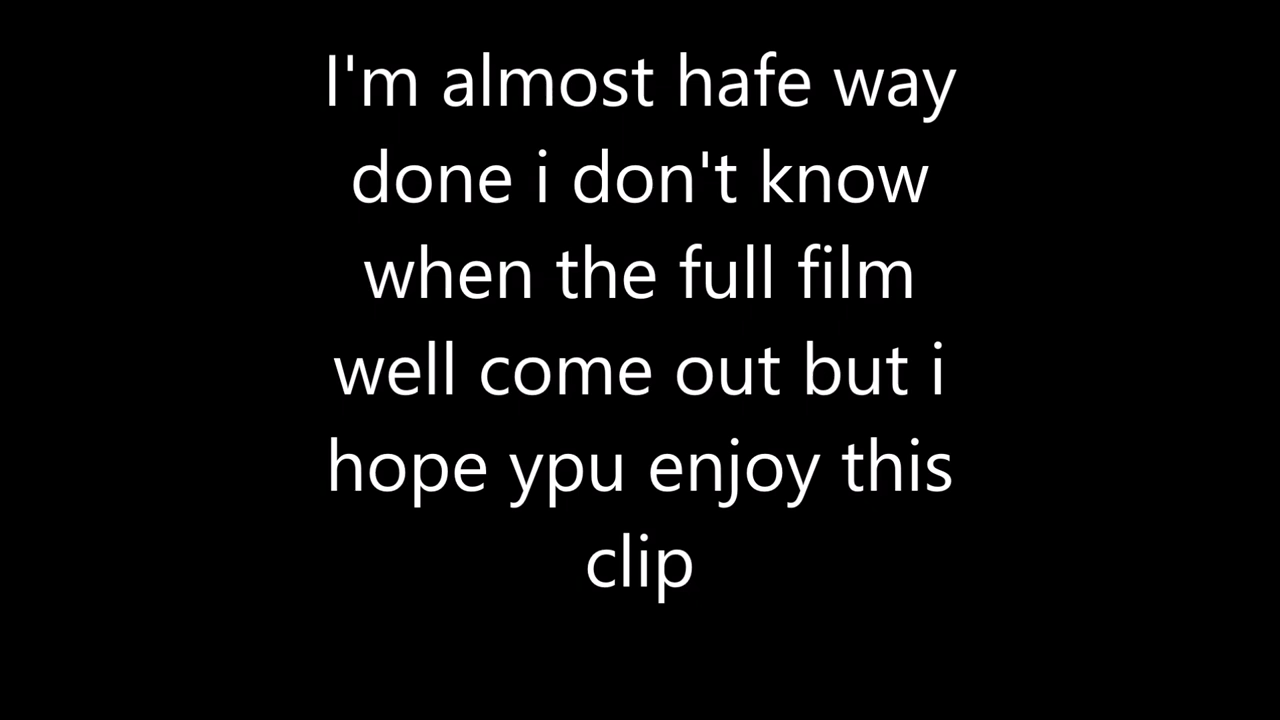 I'm almost hafe way
done i don't know
when the full film
well come out but i
hope ypu enjoy this
clip